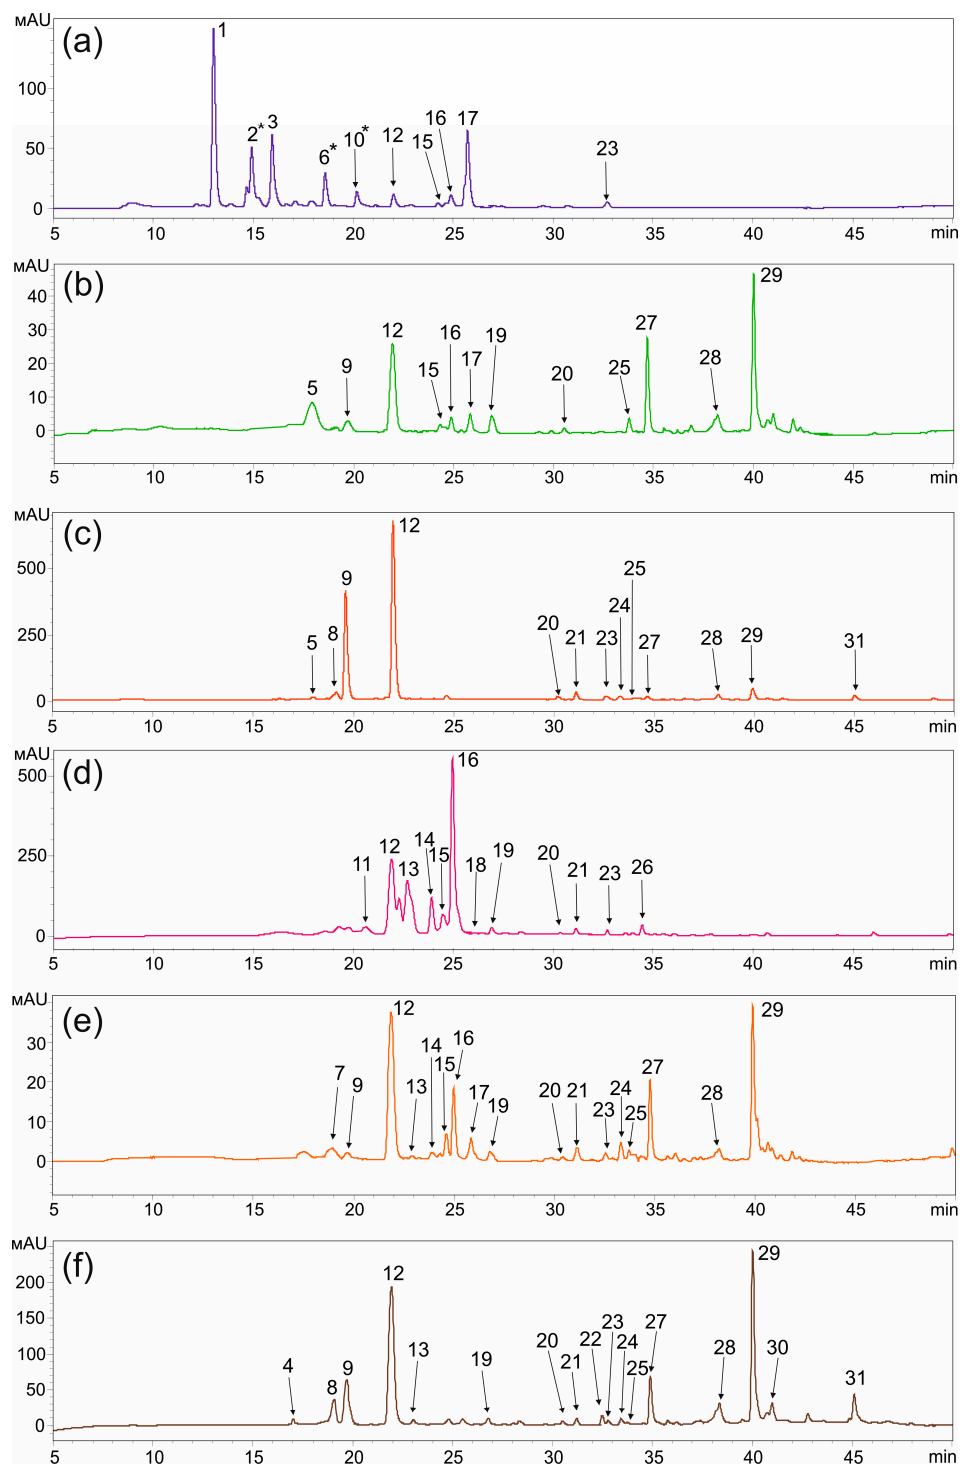 мAU
(a)
1
2* 3
6* 10* 12 15 16 17 23
100
50
0
5 10 15 20 25 30 35 40 45 min
мAU
(b)
5 9 12 15 16 17 19 20 25 27 28 29
40
30
20
10
0
5 10 15 20 25 30 35 40 45 min
мAU
(c)
5 8 9 12 20 21 23 24 25 27 28 29 31
500
250
0
5 10 15 20 25 30 35 40 45 min
мAU
(d)
11 12 13 14 15 16 18 19 20 21 23 26
500
250
0
5 10 15 20 25 30 35 40 45 min
мAU
(e)
7 9 12 13 14 15 16 17 19 20 21 23 24 25 27 28 29
30
20
10
0
5 10 15 20 25 30 35 40 45 min
мAU
(f)
4 8 9 12 13 19 20 21 22 23 24 25 27 28 29 30 31
200
150
100
50
0
5 10 15 20 25 30 35 40 45 min